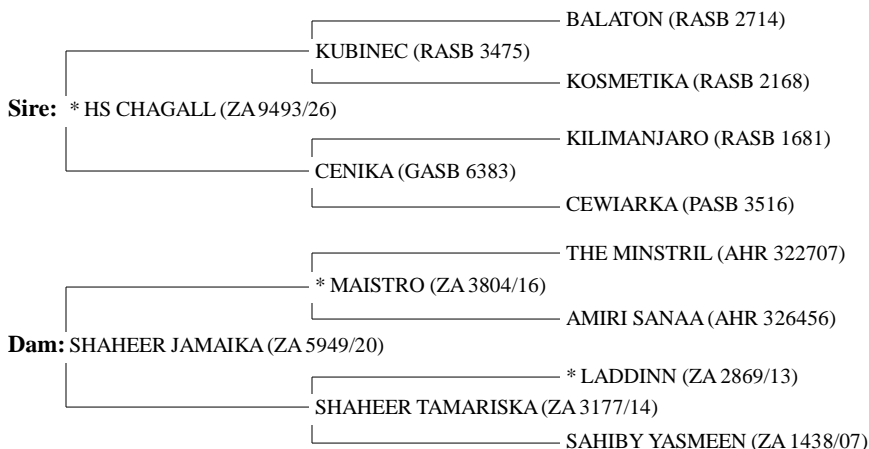 BALATON (RASB 2714)
KUBINEC (RASB 3475)
KOSMETIKA (RASB 2168)
Sire: * HS CHAGALL (ZA 9493/26)
KILIMANJARO (RASB 1681)
CENIKA (GASB 6383)
CEWIARKA (PASB 3516)
THE MINSTRIL (AHR 322707)
* MAISTRO (ZA 3804/16)
AMIRI SANAA (AHR 326456)
Dam: SHAHEER JAMAIKA (ZA 5949/20)
* LADDINN (ZA 2869/13)
SHAHEER TAMARISKA (ZA 3177/14)
SAHIBY YASMEEN (ZA 1438/07)